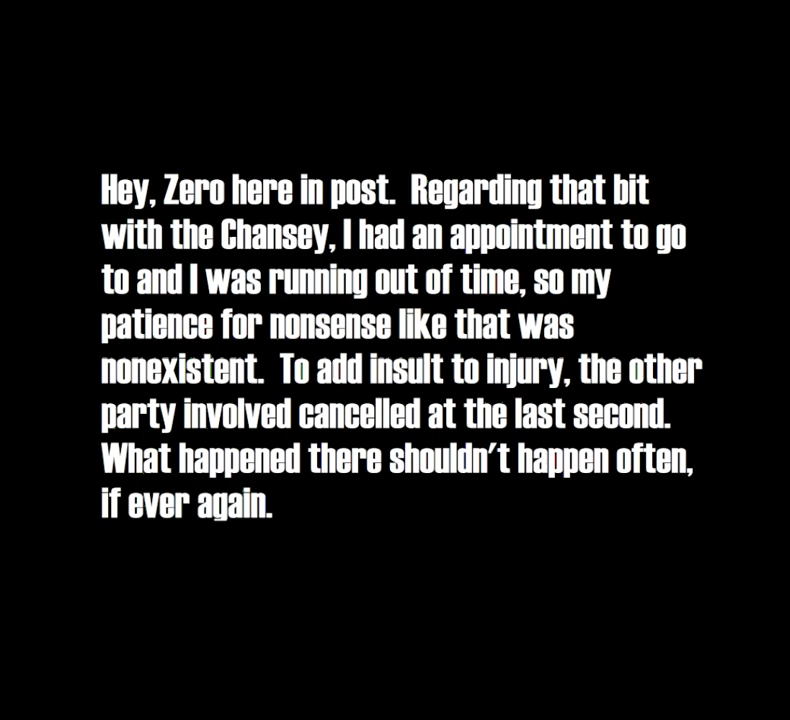 Hey, Zero here in post.  Regarding that bit
with the Chansey, I had an appointment to go
to and I was running out of time, so my
patience for nonsense like that was
nonexistent.  To add insult to injury, the other
party involved cancelled at the last second.
What happened there shouldn't happen often,
if ever again.